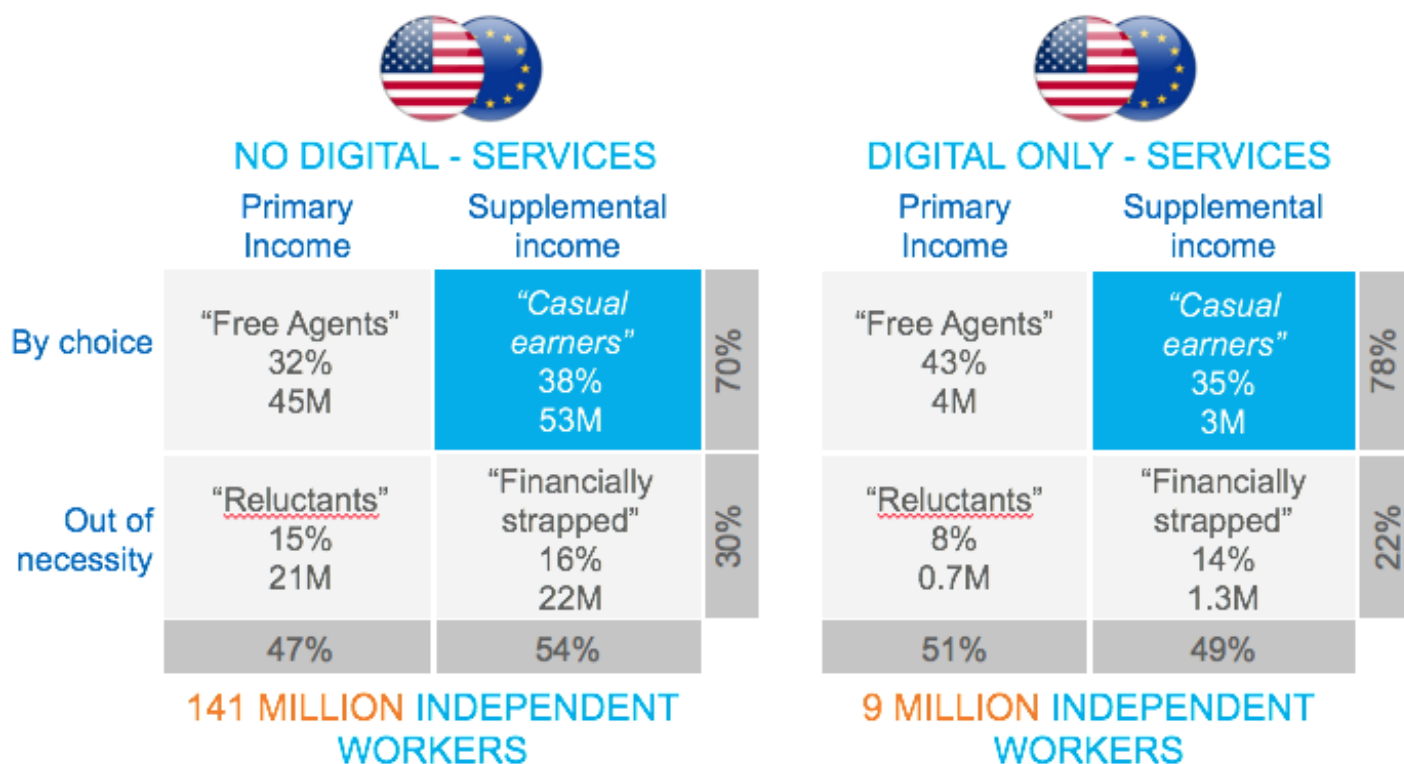 NO DIGITAL - SERVICES
Primary
Income
Supplemental
income
By choice
“Free Agents”
32%
45M
“Casual
earners”
38%
53M
70%
Out of
necessity
“Reluctants”
15%
21M
“Financially
strapped”
16%
22M
30%
47%
54%
141 MILLION INDEPENDENT
WORKERS
DIGITAL ONLY - SERVICES
Primary
Income
Supplemental
income
“Free Agents”
43%
4M
“Casual
earners”
35%
3M
78%
“Reluctants”
8%
0.7M
“Financially
strapped”
14%
1.3M
22%
51%
49%
9 MILLION INDEPENDENT
WORKERS